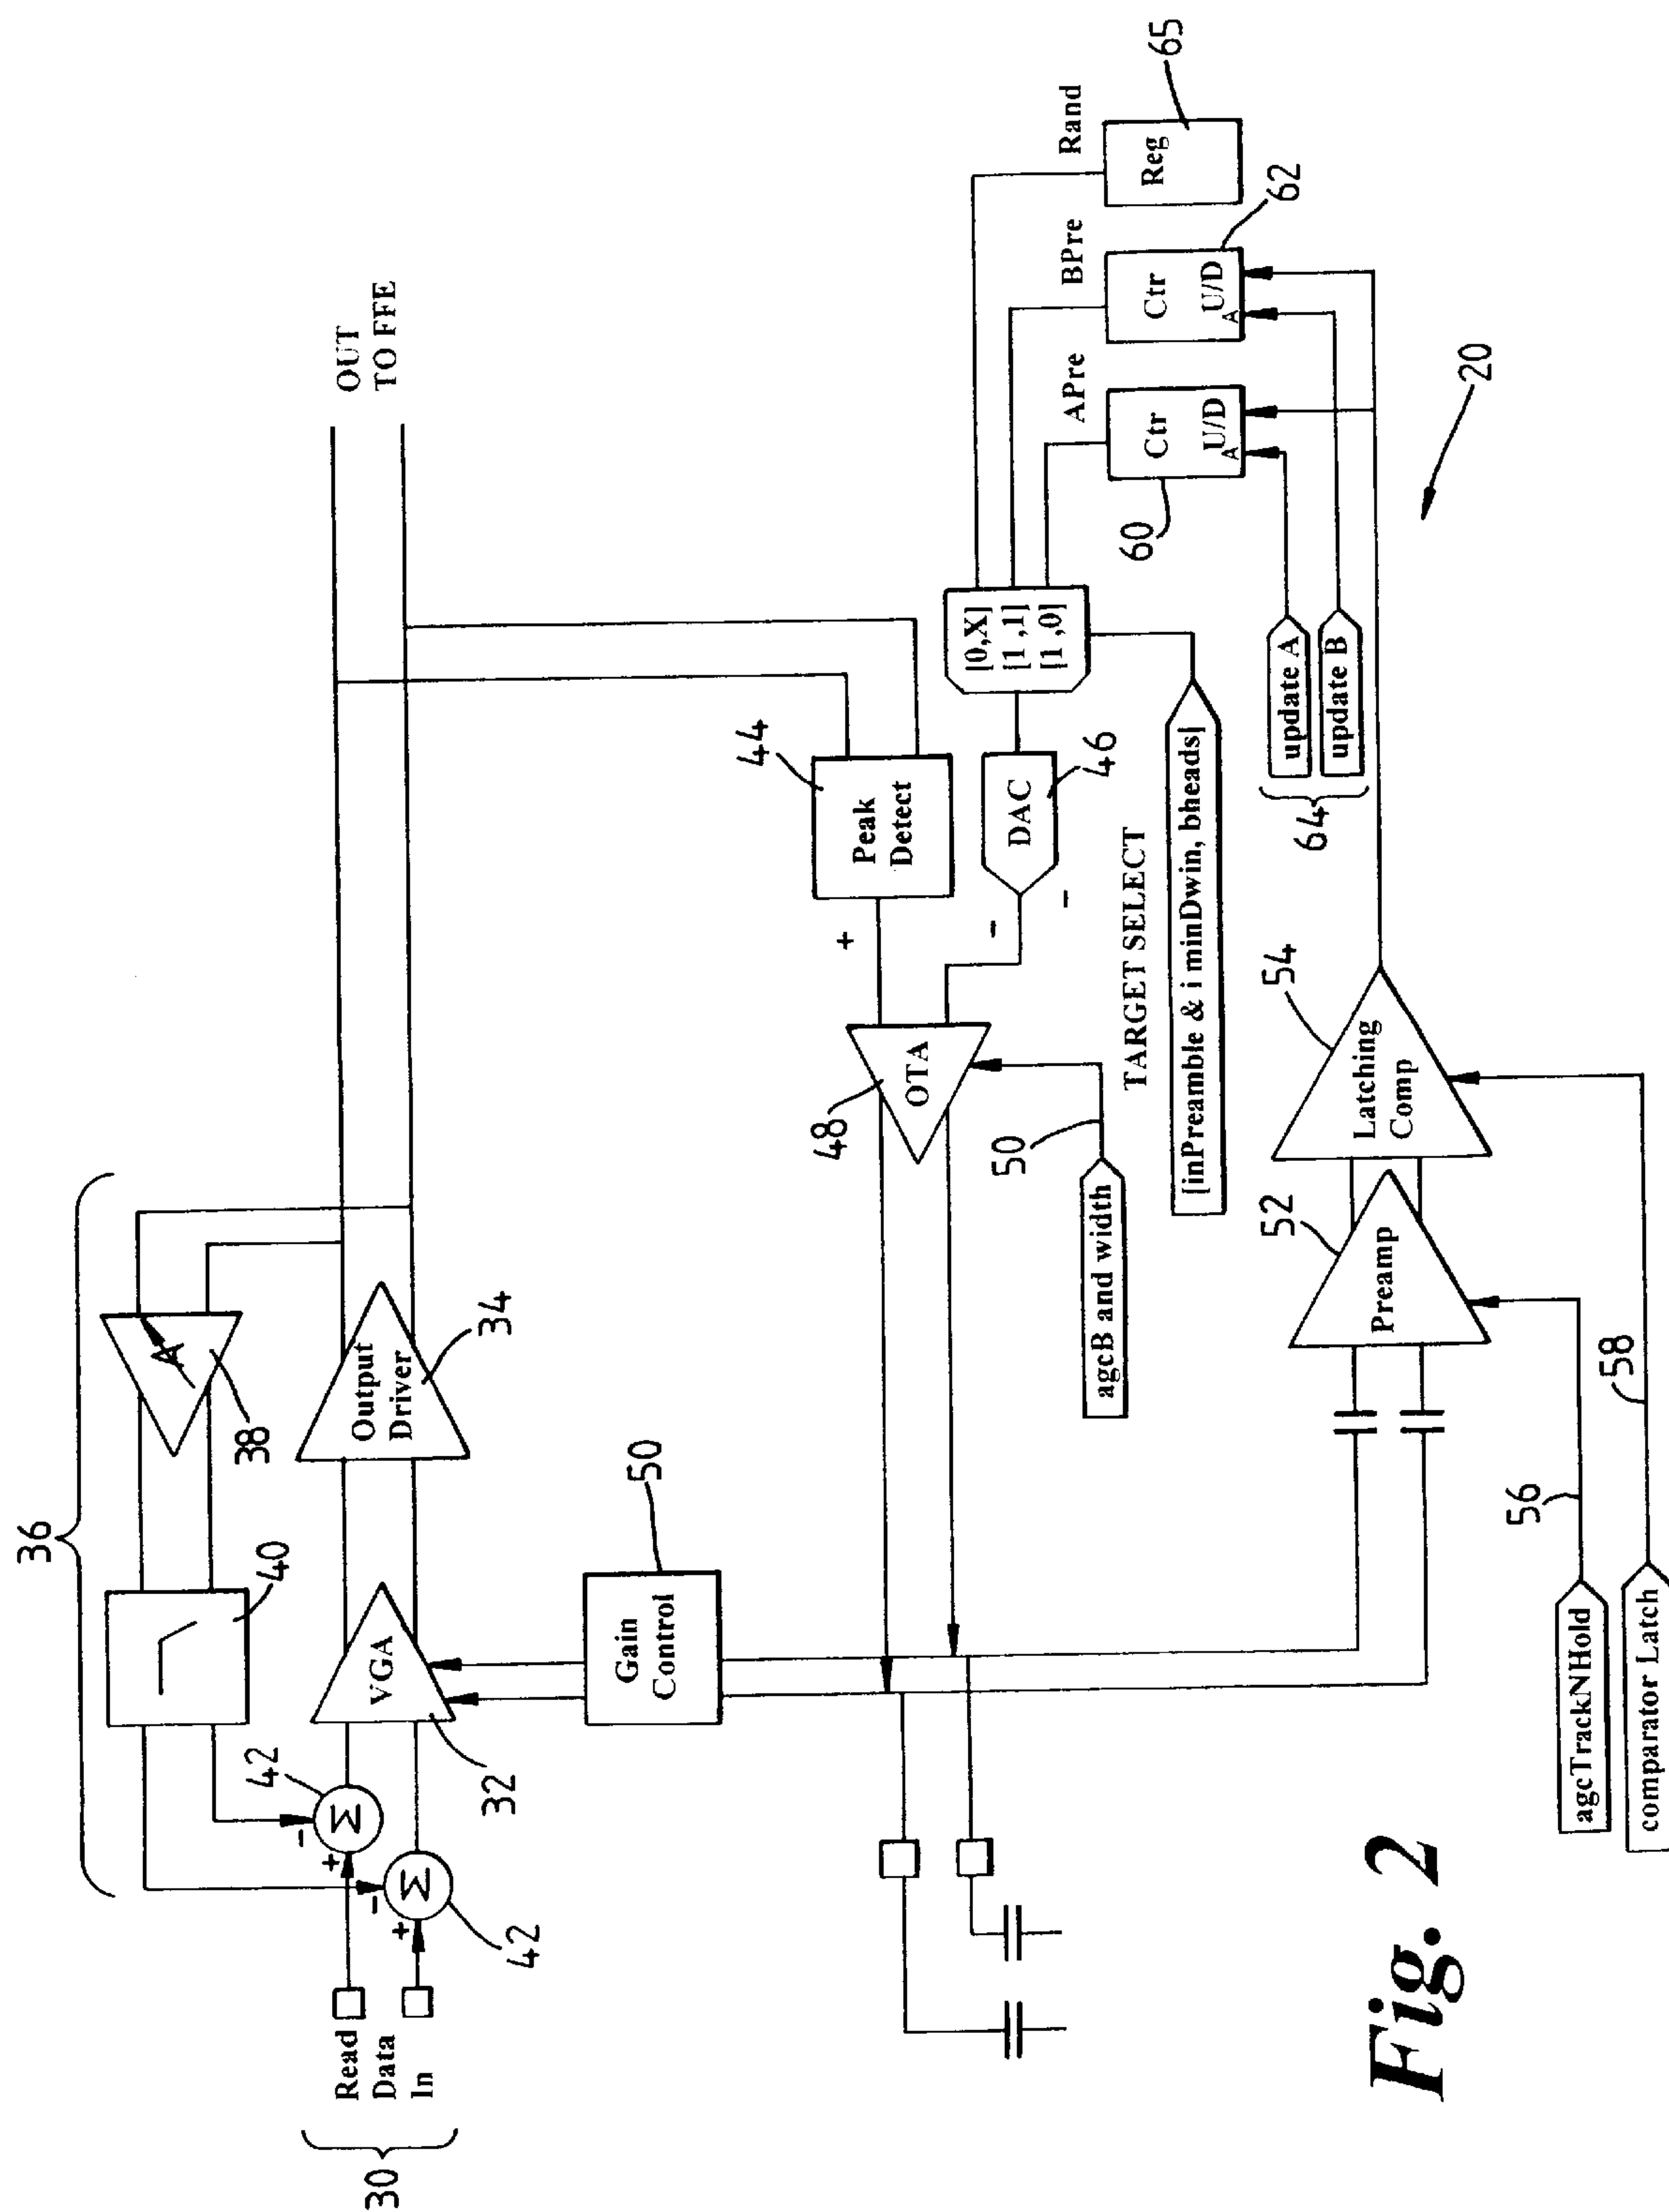 36
38
40
42
42
30
Read
Data
In
VGA
32
Output
Driver
34
OUT
TO FFE
Gain
Control
50
OTA
48
+
-
-
Peak
Detect
44
DAC
46
[0,X]
[1,1]
[1,0]
agcB and width
50
TARGET SELECT
[inPreamble & i minDwin, bheads]
APre
Ctr
A U/D
60
BPre
Ctr
A U/D
62
Rand
Reg
65
update A
update B
64
Preamp
52
Latching
Comp
54
agcTrackNHold
56
comparator Latch
58
20
Σ
Σ
+
-
+
-
A
Fig. 2